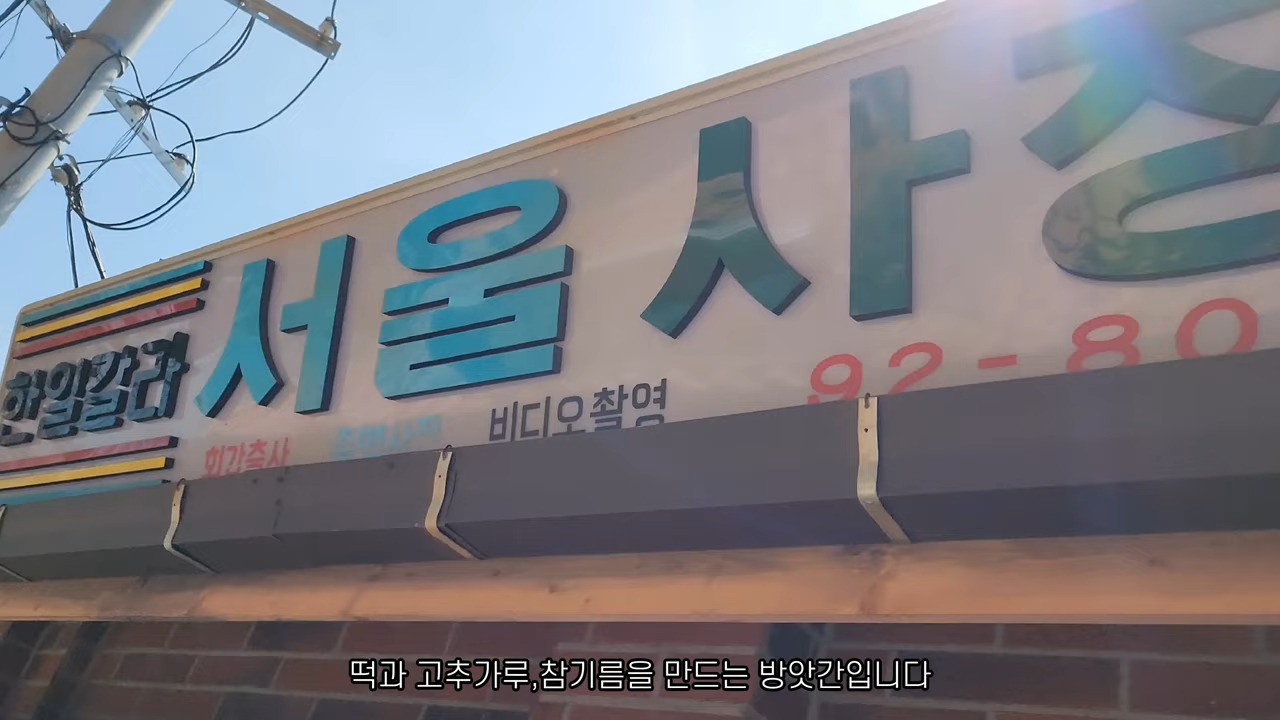 한일칼라
서울 사장
92-80
비디오촬영
떡과 고추가루,참기름을 만드는 방앗간입니다